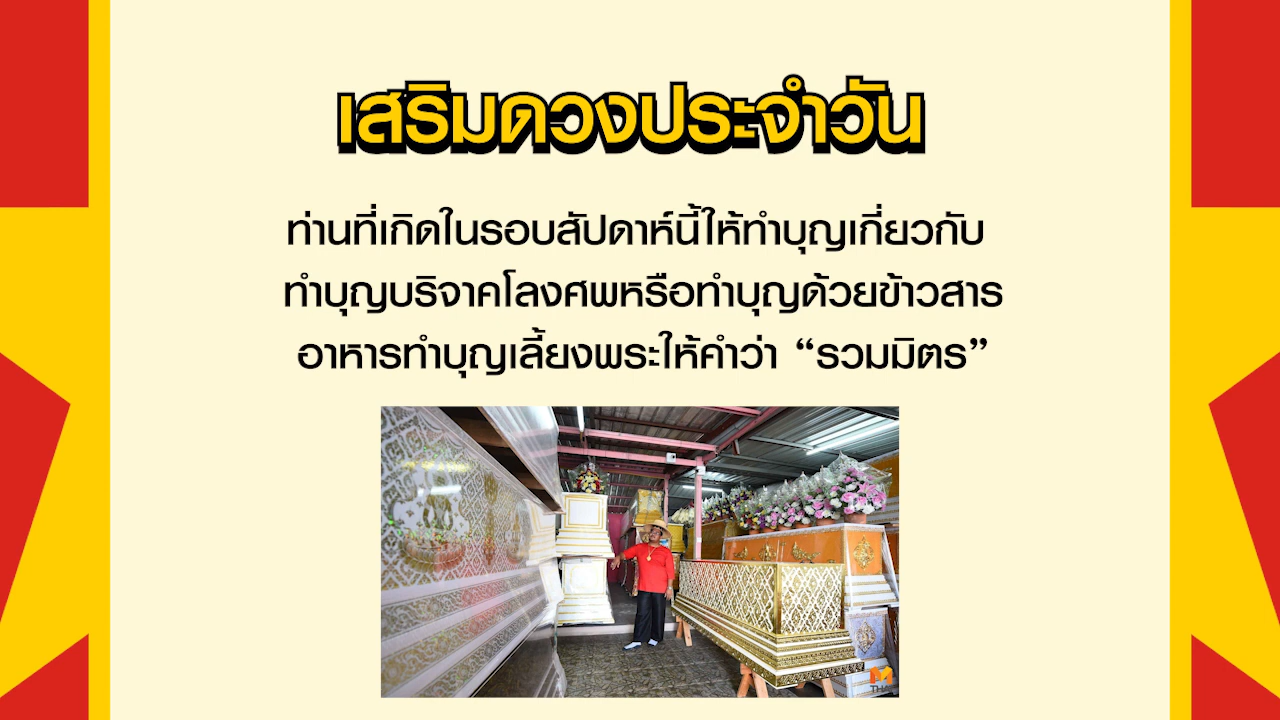 เสริมดวงประจำวัน
ท่านที่เกิดในรอบสัปดาห์นี้ให้ทำบุญเกี่ยวกับ
ทำบุญบริจาคโลงศพหรือทำบุญด้วยข้าวสาร
อาหารทำบุญเลี้ยงพระให้คำว่า “รวมมิตร”